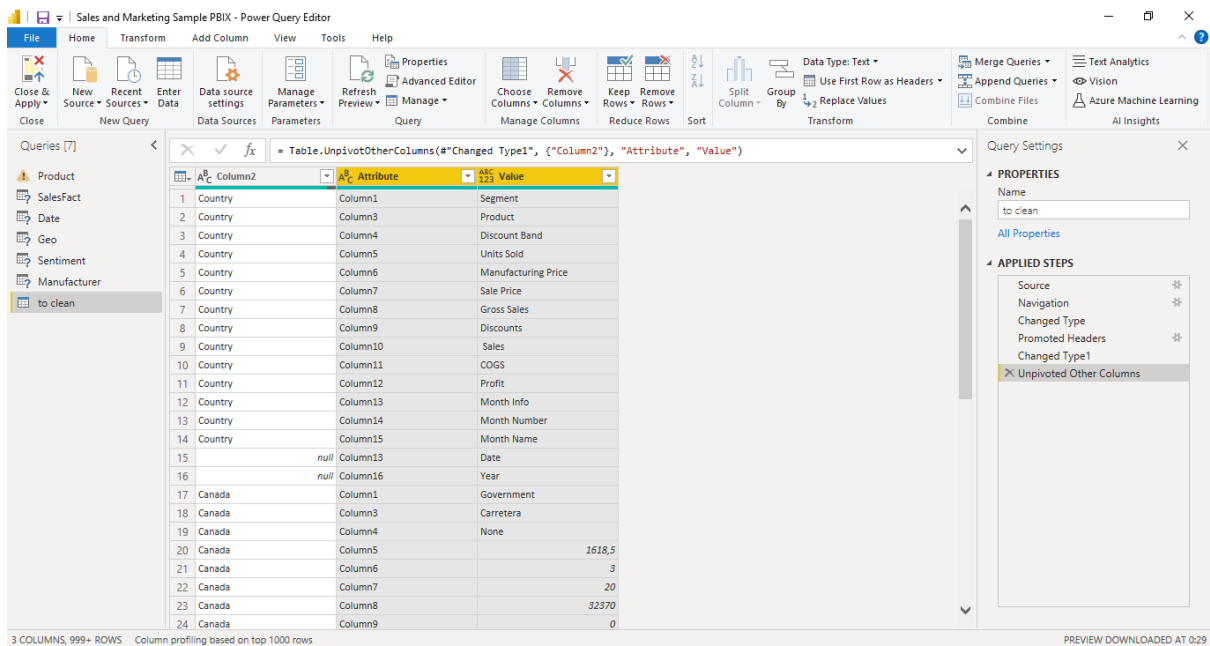 Sales and Marketing Sample PBIX - Power Query Editor
File Home Transform Add Column View Tools Help
Close & Apply
New Source
Recent Sources
Enter Data
Data source settings
Manage Parameters
Refresh Preview
Properties
Advanced Editor
Manage
Choose Columns
Remove Columns
Keep Rows
Remove Rows
Split Column
Group By
Data Type: Text
Use First Row as Headers
Replace Values
Merge Queries
Append Queries
Combine Files
Text Analytics
Vision
Azure Machine Learning
Close New Query Data Sources Parameters Query Manage Columns Reduce Rows Sort Transform Combine AI Insights
Queries [7]
Product
SalesFact
Date
Geo
Sentiment
Manufacturer
to clean
fx = Table.UnpivotOtherColumns(#"Changed Type1", {"Column2"}, "Attribute", "Value")
ABC Column2 ABC Attribute ABC 123 Value
1 Country Column1 Segment
2 Country Column3 Product
3 Country Column4 Discount Band
4 Country Column5 Units Sold
5 Country Column6 Manufacturing Price
6 Country Column7 Sale Price
7 Country Column8 Gross Sales
8 Country Column9 Discounts
9 Country Column10 Sales
10 Country Column11 COGS
11 Country Column12 Profit
12 Country Column13 Month Info
13 Country Column14 Month Number
14 Country Column15 Month Name
15 null Column13 Date
16 null Column16 Year
17 Canada Column1 Government
18 Canada Column3 Carretera
19 Canada Column4 None
20 Canada Column5 1618,5
21 Canada Column6 3
22 Canada Column7 20
23 Canada Column8 32370
24 Canada Column9 0
Query Settings
PROPERTIES
Name
to clean
All Properties
APPLIED STEPS
Source
Navigation
Changed Type
Promoted Headers
Changed Type1
Unpivoted Other Columns
3 COLUMNS, 999+ ROWS Column profiling based on top 1000 rows
PREVIEW DOWNLOADED AT 0:29